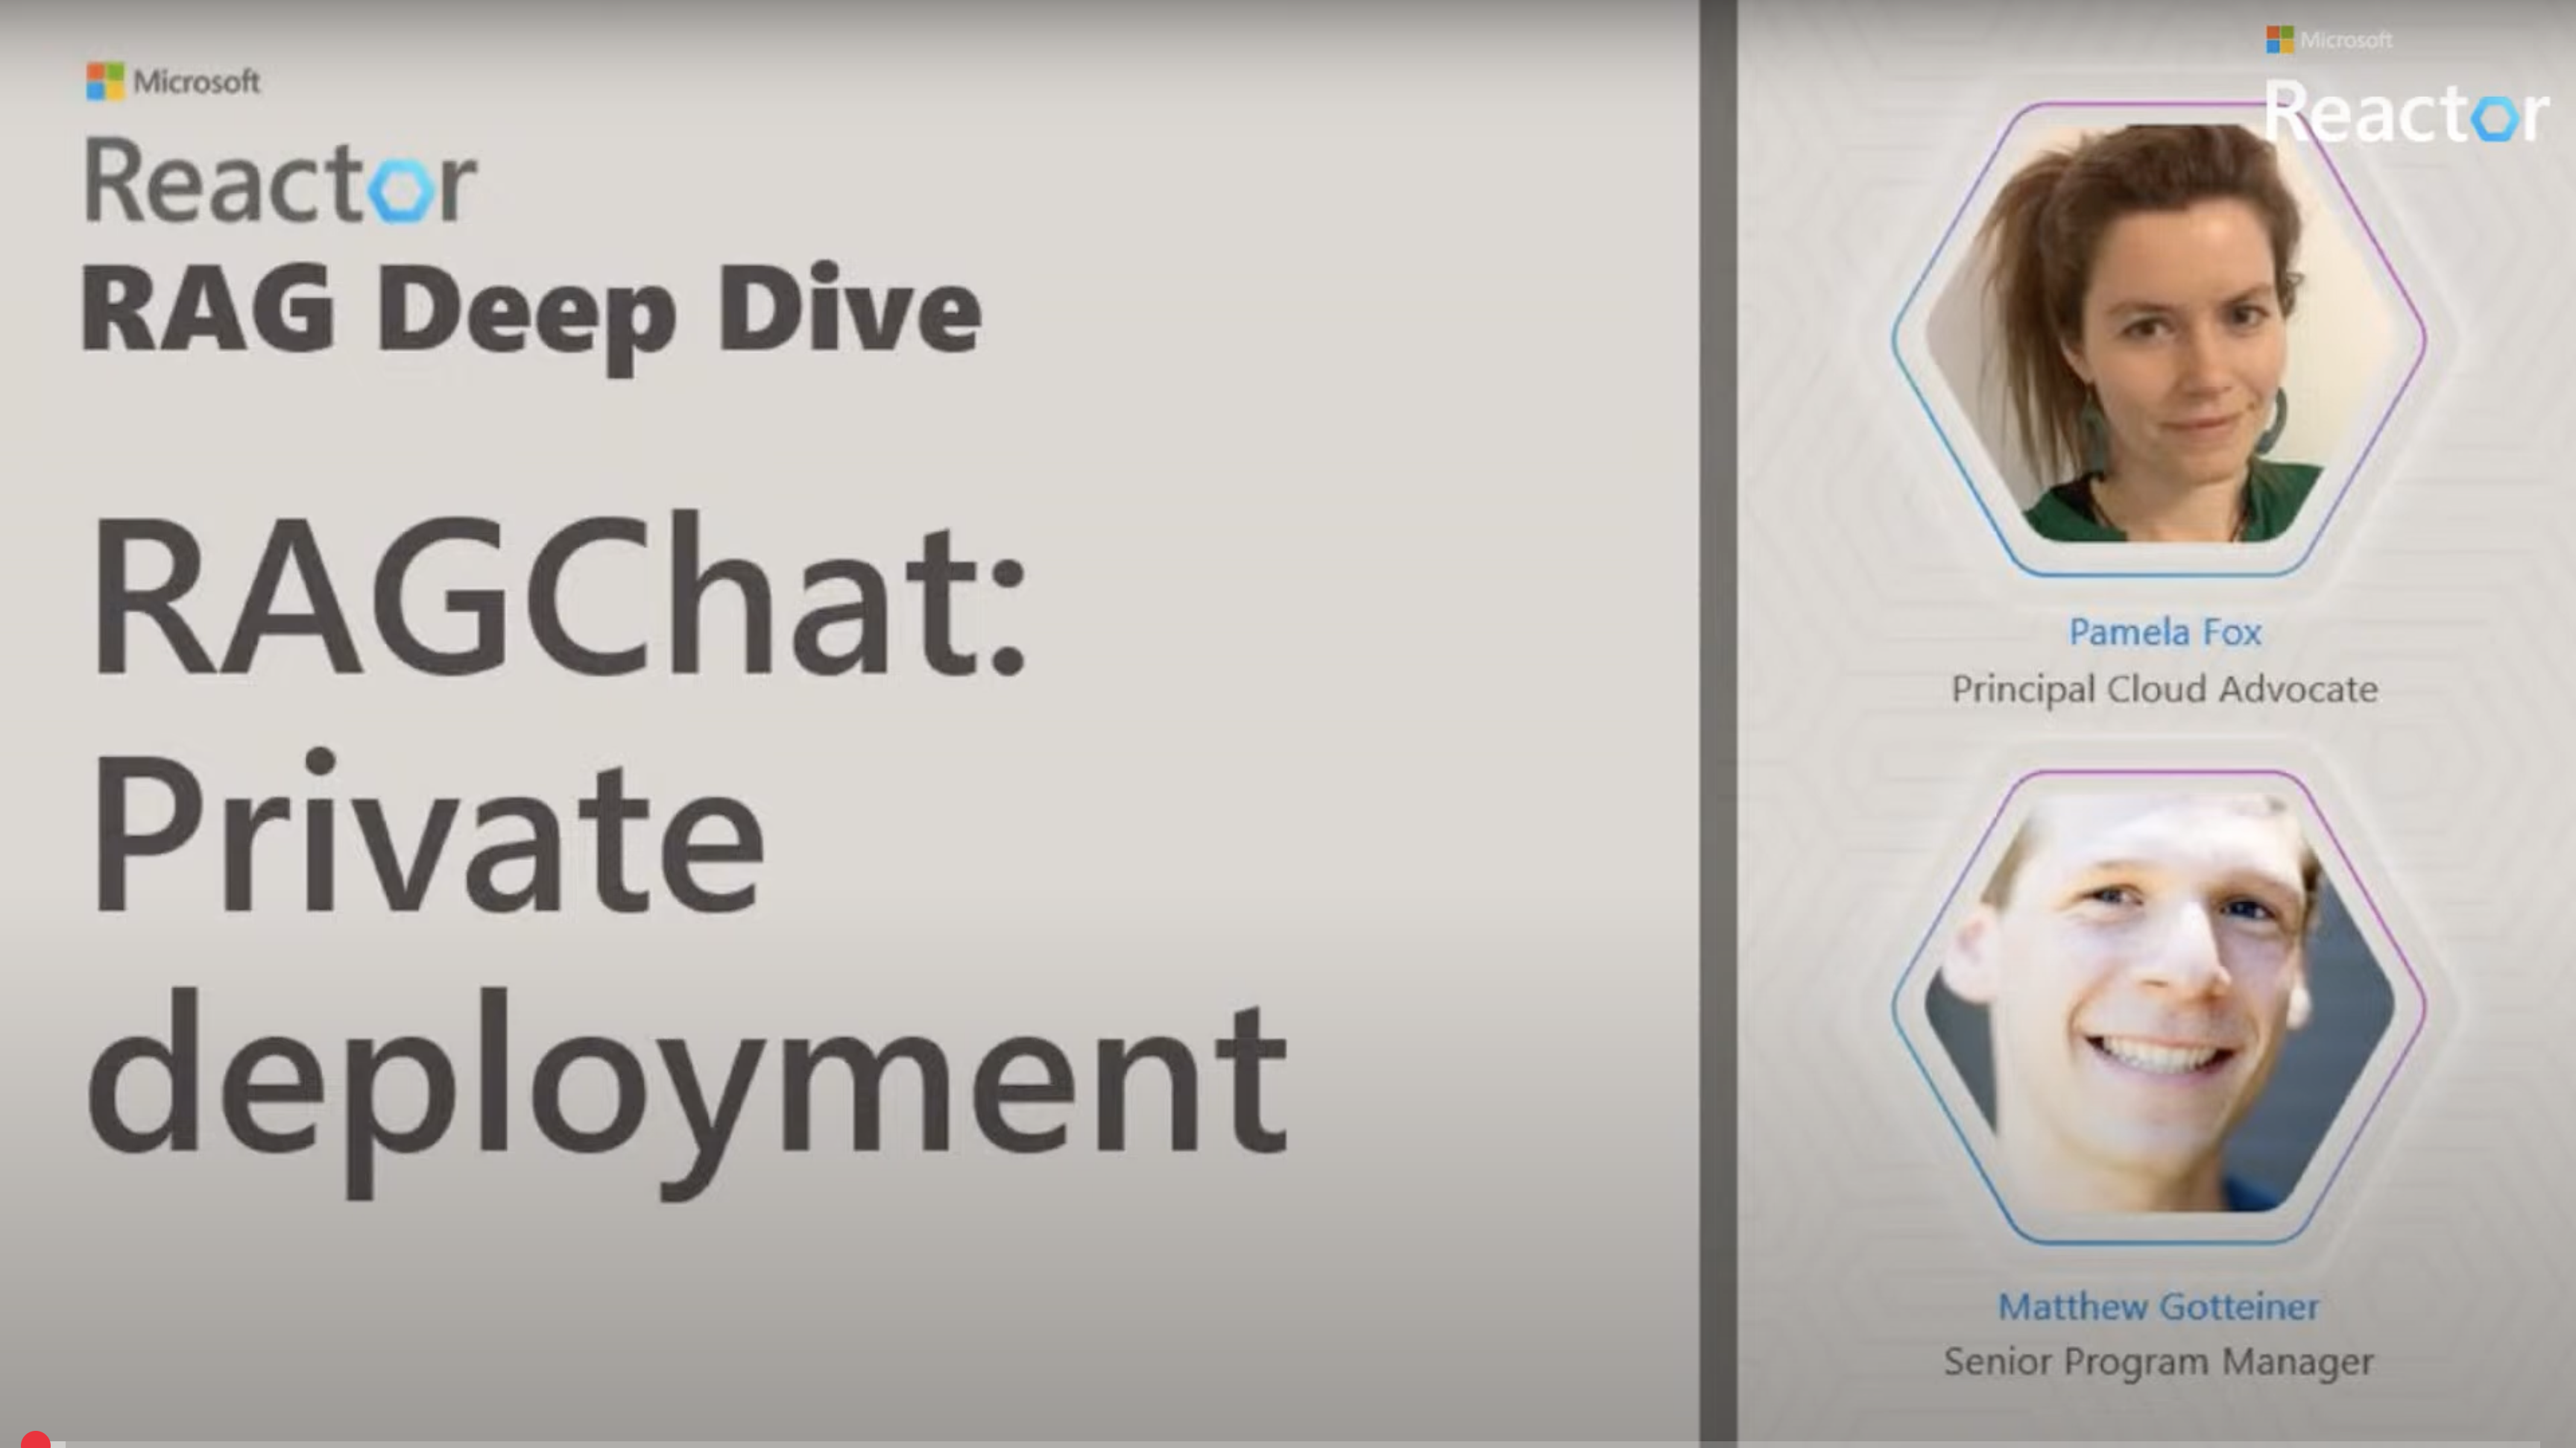 Microsoft
Reactor
RAG Deep Dive
RAGChat:
Private
deployment
Microsoft
Reactor
Pamela Fox
Principal Cloud Advocate
Matthew Gotteiner
Senior Program Manager